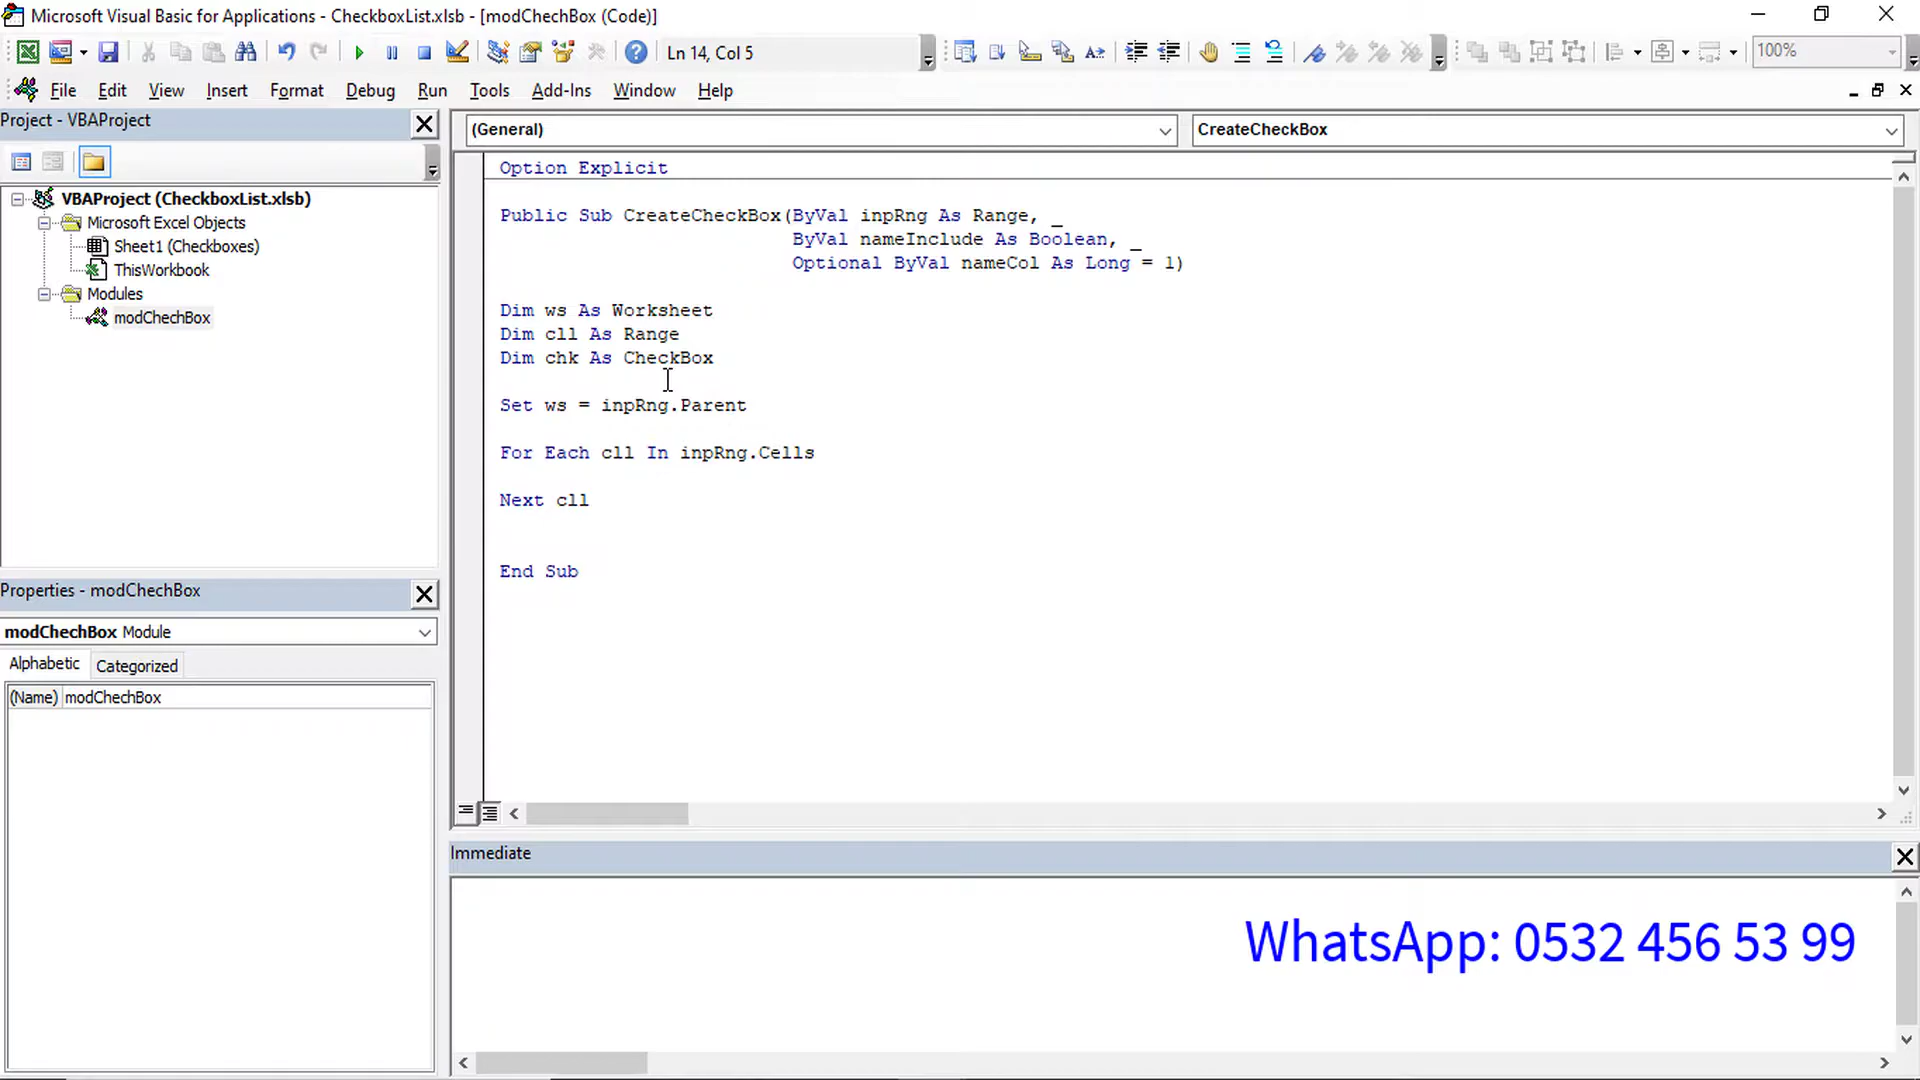 Microsoft Visual Basic for Applications - CheckboxList.xlsb - [modChechBox (Code)]
Ln 14, Col 5
100%
File Edit View Insert Format Debug Run Tools Add-Ins Window Help
Project - VBAProject
(General)
CreateCheckBox
VBAProject (CheckboxList.xlsb)
Microsoft Excel Objects
Sheet1 (Checkboxes)
ThisWorkbook
Modules
modChechBox
Properties - modChechBox
modChechBox Module
Alphabetic Categorized
(Name) modChechBox
Option Explicit
Public Sub CreateCheckBox(ByVal inpRng As Range, _
ByVal nameInclude As Boolean, _
Optional ByVal nameCol As Long = 1)
Dim ws As Worksheet
Dim cll As Range
Dim chk As CheckBox
Set ws = inpRng.Parent
For Each cll In inpRng.Cells
Next cll
End Sub
Immediate
WhatsApp: 0532 456 53 99